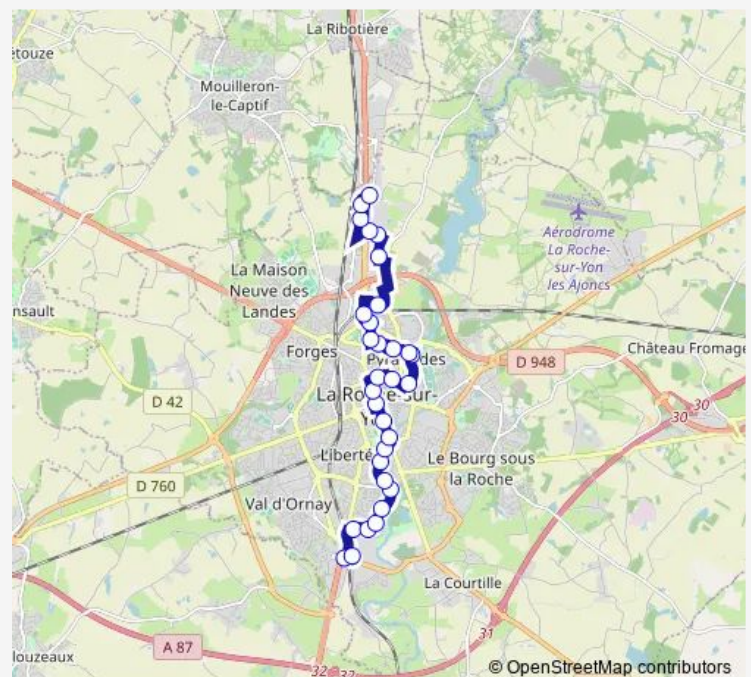 La Ribotière
Mouilleron-
le-Captif
Aérodrome
La Roche-
sur-Yon
les Ajoncs
La Maison
Neuve des
Landes
nsault
Forges
Château Fromage
D 948
D 42
30
30
Liberté
Le Bourg sous
la Roche
D 760
Val d'Ornay
La Courtille
31
A 87
louzeaux
32
© OpenStreetMap contributors